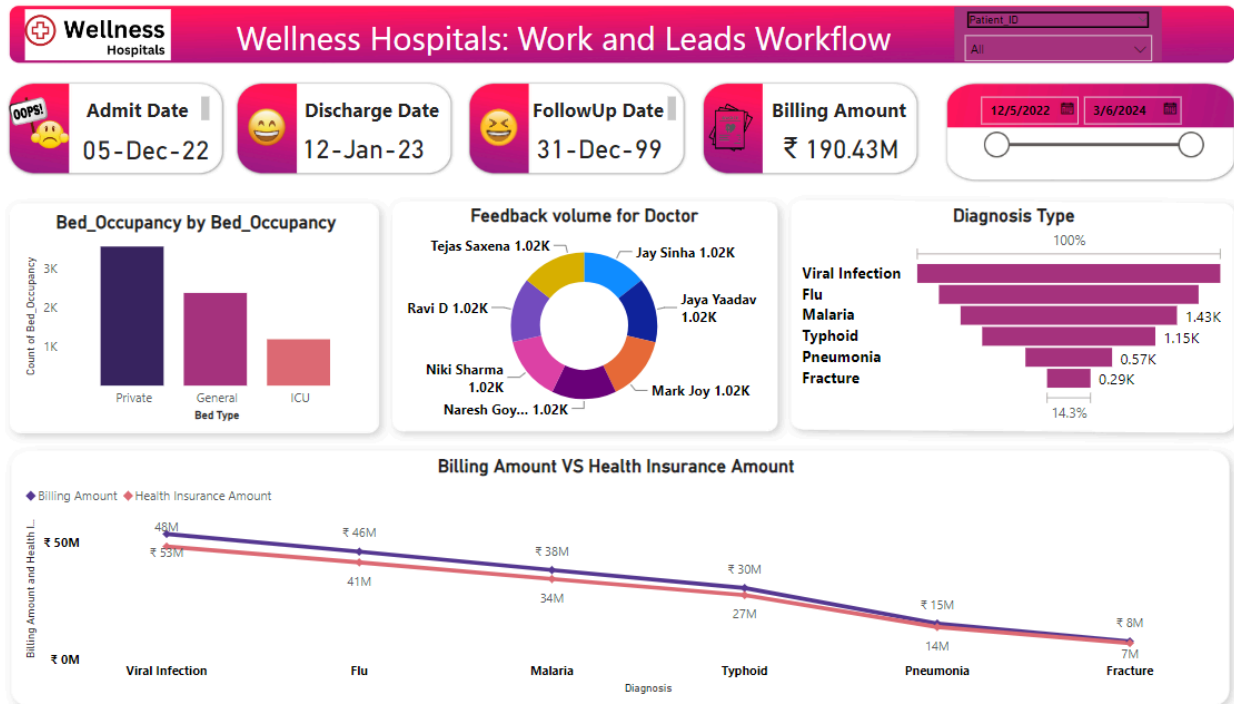 Wellness
Hospitals
Wellness Hospitals: Work and Leads Workflow
Patient_ID
All
OOPS!
Admit Date
05-Dec-22
Discharge Date
12-Jan-23
FollowUp Date
31-Dec-99
Billing Amount
₹ 190.43M
12/5/2022
3/6/2024
Bed_Occupancy by Bed_Occupancy
Count of Bed_Occupancy
3K
2K
1K
Private
General
ICU
Bed Type
Feedback volume for Doctor
Tejas Saxena 1.02K
Jay Sinha 1.02K
Ravi D 1.02K
Jaya Yaadav
1.02K
Niki Sharma
1.02K
Mark Joy 1.02K
Naresh Goy... 1.02K
Diagnosis Type
100%
Viral Infection
Flu
Malaria
1.43K
Typhoid
1.15K
Pneumonia
0.57K
Fracture
0.29K
14.3%
Billing Amount VS Health Insurance Amount
Billing Amount
Health Insurance Amount
Billing Amount and Health I...
₹ 50M
₹ 0M
48M
₹ 53M
₹ 46M
41M
₹ 38M
34M
₹ 30M
27M
₹ 15M
14M
₹ 8M
7M
Viral Infection
Flu
Malaria
Typhoid
Pneumonia
Fracture
Diagnosis